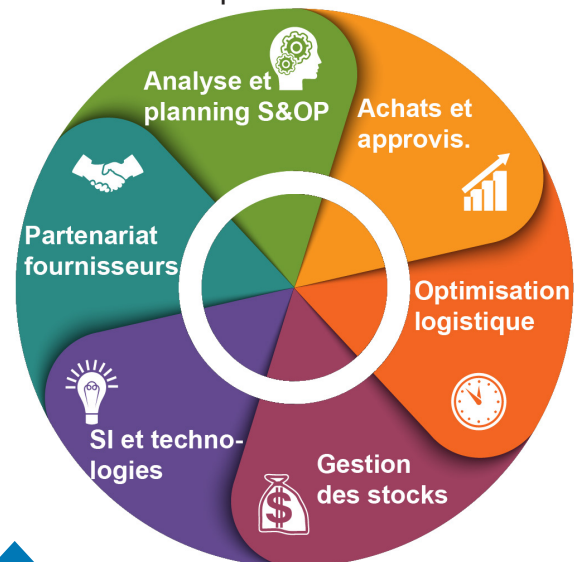 Analyse et
planning S&OP
Achats et
approvis.
Optimisation
logistique
Gestion
des stocks
SI et techno-
logies
Partenariat
fournisseurs
$